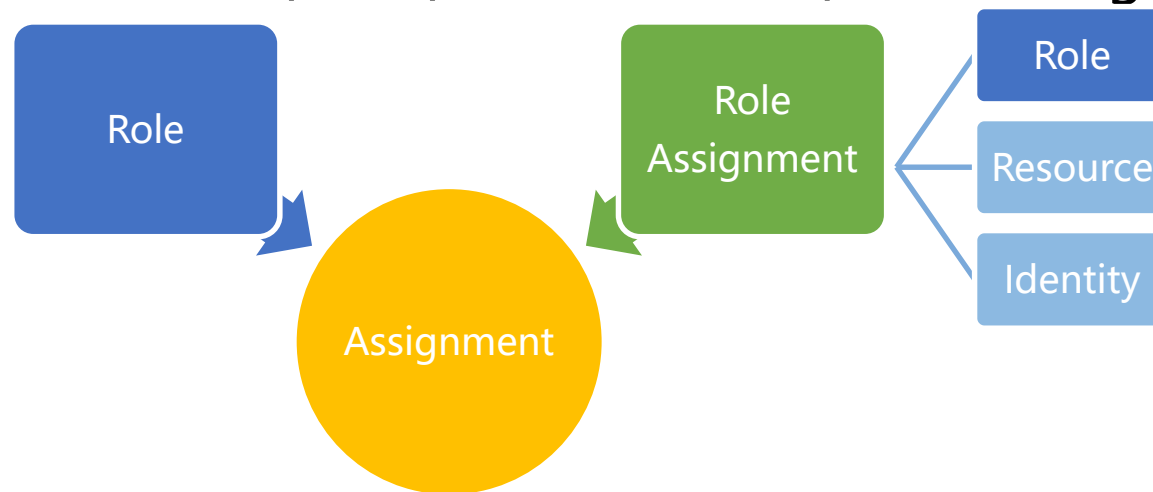 Role
Role
Assignment
Assignment
Role
Resource
Identity